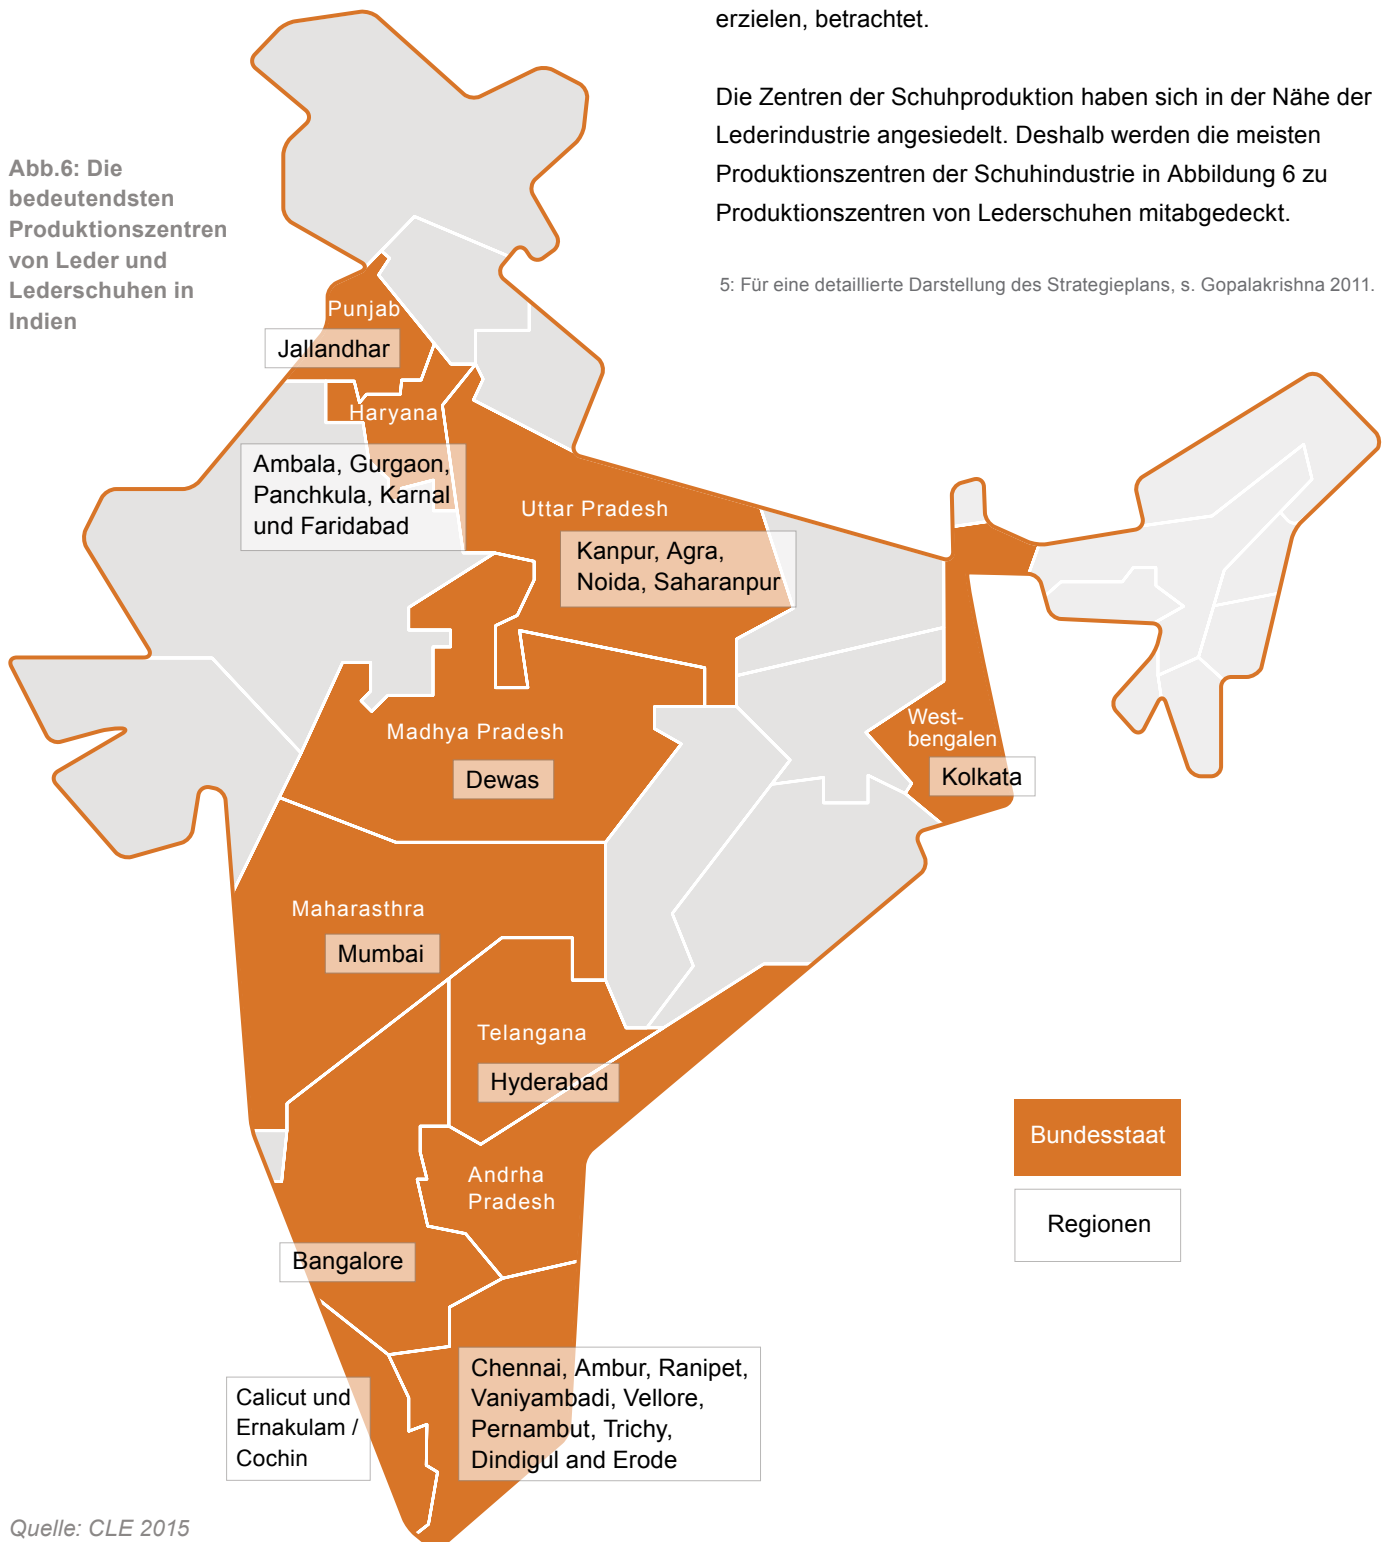 erzielen, betrachtet.
Die Zentren der Schuhproduktion haben sich in der Nähe der
Lederindustrie angesiedelt. Deshalb werden die meisten
Produktionszentren der Schuhindustrie in Abbildung 6 zu
Produktionszentren von Lederschuhen mitabgedeckt.
5: Für eine detaillierte Darstellung des Strategieplans, s. Gopalakrishna 2011.
Abb.6: Die
bedeutendsten
Produktionszentren
von Leder und
Lederschuhen in
Indien
Punjab
Jallandhar
Haryana
Ambala, Gurgaon,
Panchkula, Karnal
und Faridabad
Uttar Pradesh
Kanpur, Agra,
Noida, Saharanpur
Madhya Pradesh
Dewas
West-
bengalen
Kolkata
Maharasthra
Mumbai
Telangana
Hyderabad
Andrha
Pradesh
Bangalore
Calicut und
Ernakulam /
Cochin
Chennai, Ambur, Ranipet,
Vaniyambadi, Vellore,
Pernambut, Trichy,
Dindigul and Erode
Bundesstaat
Regionen
Quelle: CLE 2015